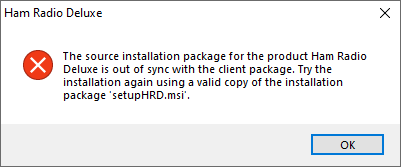 Ham Radio Deluxe
The source installation package for the product Ham Radio
Deluxe is out of sync with the client package. Try the
installation again using a valid copy of the installation
package 'setupHRD.msi'.
OK